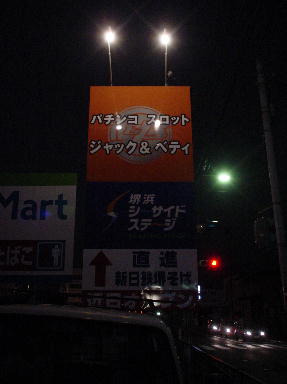 パチンコ スロット
ジャック&ベティ
Mart
堺浜
シーサイド
ステージ
たばこ
直進
新日鉄堺そば